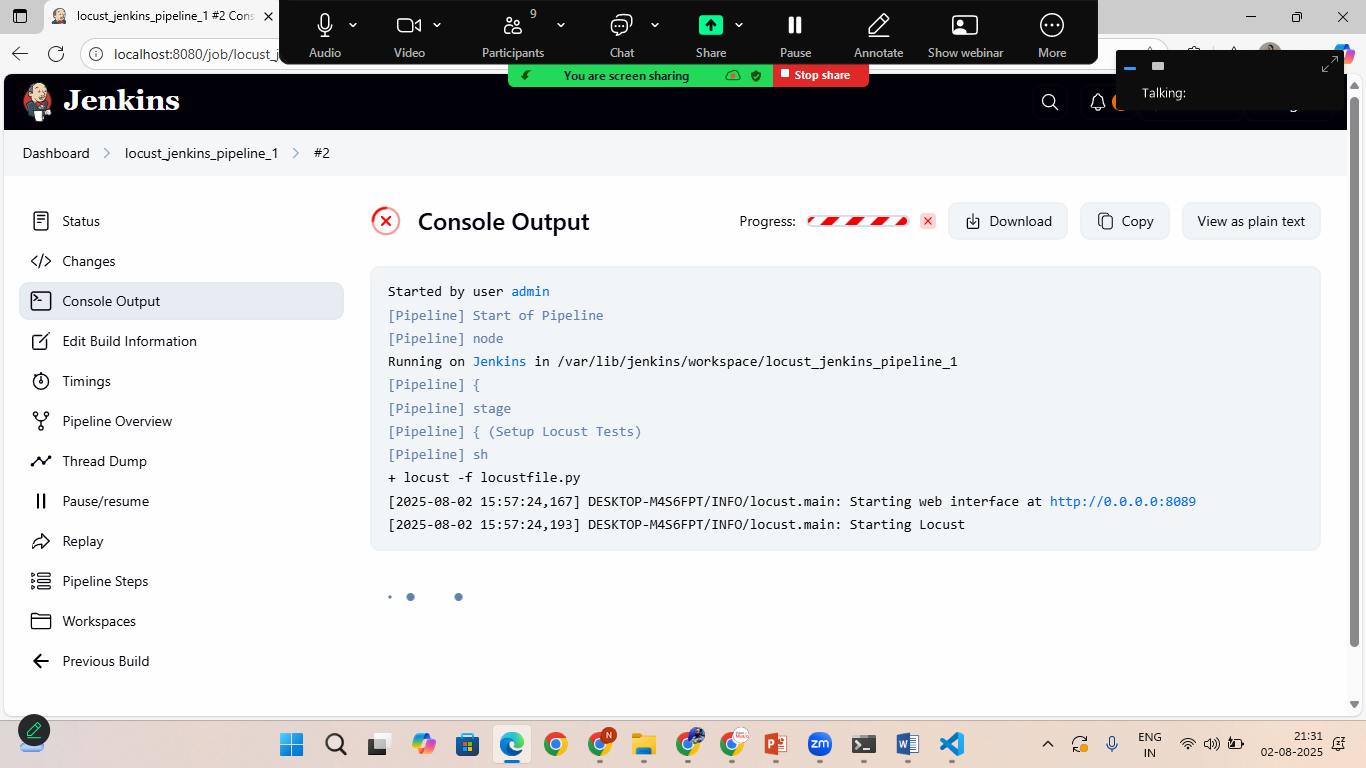 locust_jenkins_pipeline_1 #2 Cons
localhost:8080/job/locust_j
Audio
Video
9
Participants
Chat
Share
Pause
Annotate
Show webinar
More
You are screen sharing
Stop share
Talking:
Jenkins
Dashboard
locust_jenkins_pipeline_1
#2
Status
Changes
Console Output
Edit Build Information
Timings
Pipeline Overview
Thread Dump
Pause/resume
Replay
Pipeline Steps
Workspaces
Previous Build
Console Output
Progress:
Download
Copy
View as plain text
Started by user admin
[Pipeline] Start of Pipeline
[Pipeline] node
Running on Jenkins in /var/lib/jenkins/workspace/locust_jenkins_pipeline_1
[Pipeline] {
[Pipeline] stage
[Pipeline] { (Setup Locust Tests)
[Pipeline] sh
+ locust -f locustfile.py
[2025-08-02 15:57:24,167] DESKTOP-M4S6FPT/INFO/locust.main: Starting web interface at http://0.0.0.0:8089
[2025-08-02 15:57:24,193] DESKTOP-M4S6FPT/INFO/locust.main: Starting Locust
N
zm
ENG
IN
21:31
02-08-2025